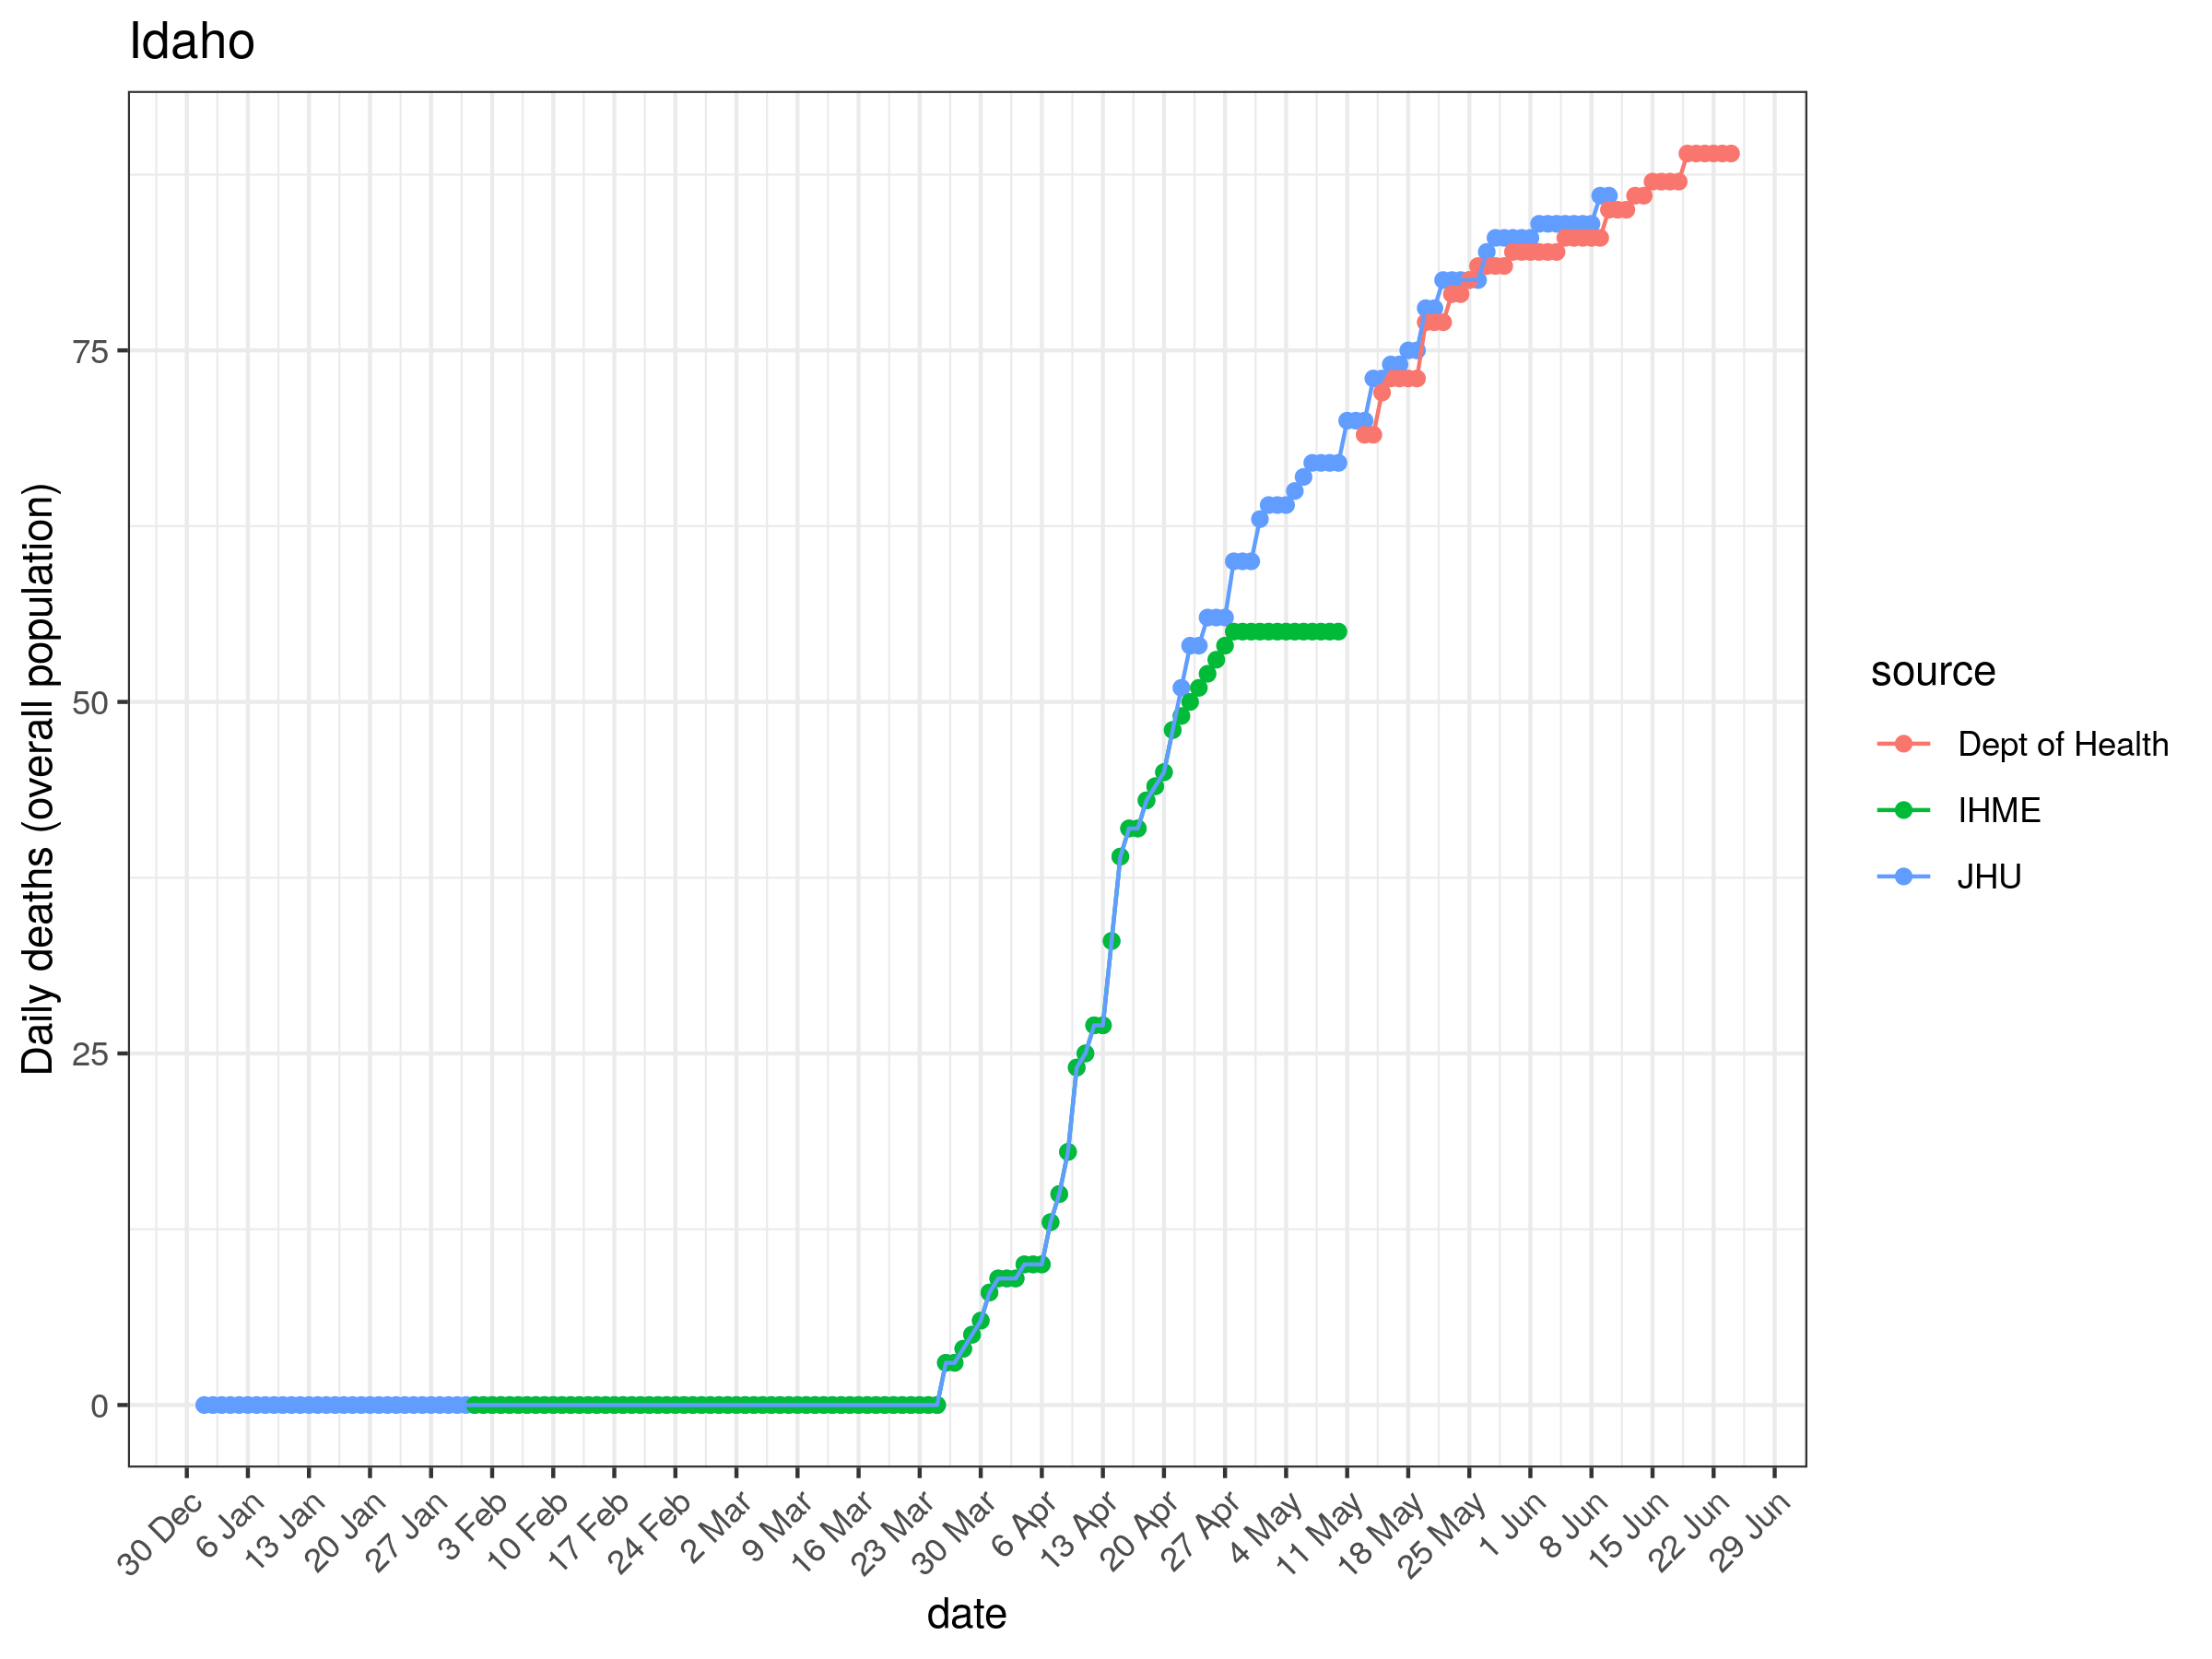 Idaho
Daily deaths (overall population)
75
50
25
0
30 Dec
6 Jan
13 Jan
20 Jan
27 Jan
3 Feb
10 Feb
17 Feb
24 Feb
2 Mar
9 Mar
16 Mar
23 Mar
30 Mar
6 Apr
13 Apr
20 Apr
27 Apr
4 May
11 May
18 May
25 May
1 Jun
8 Jun
15 Jun
22 Jun
29 Jun
date
source
Dept of Health
IHME
JHU